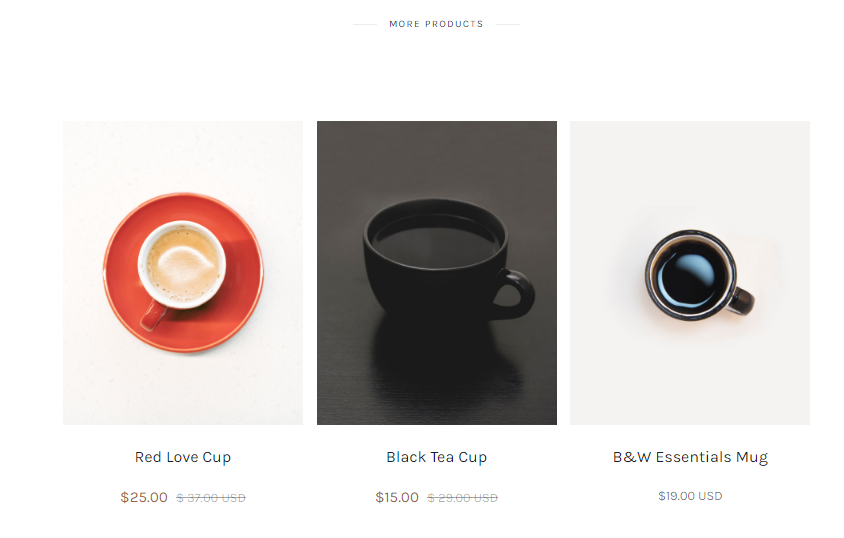 MORE PRODUCTS
Red Love Cup
Black Tea Cup
B&W Essentials Mug
$25.00 $ 37.00 USD
$15.00 $ 29.00 USD
$19.00 USD